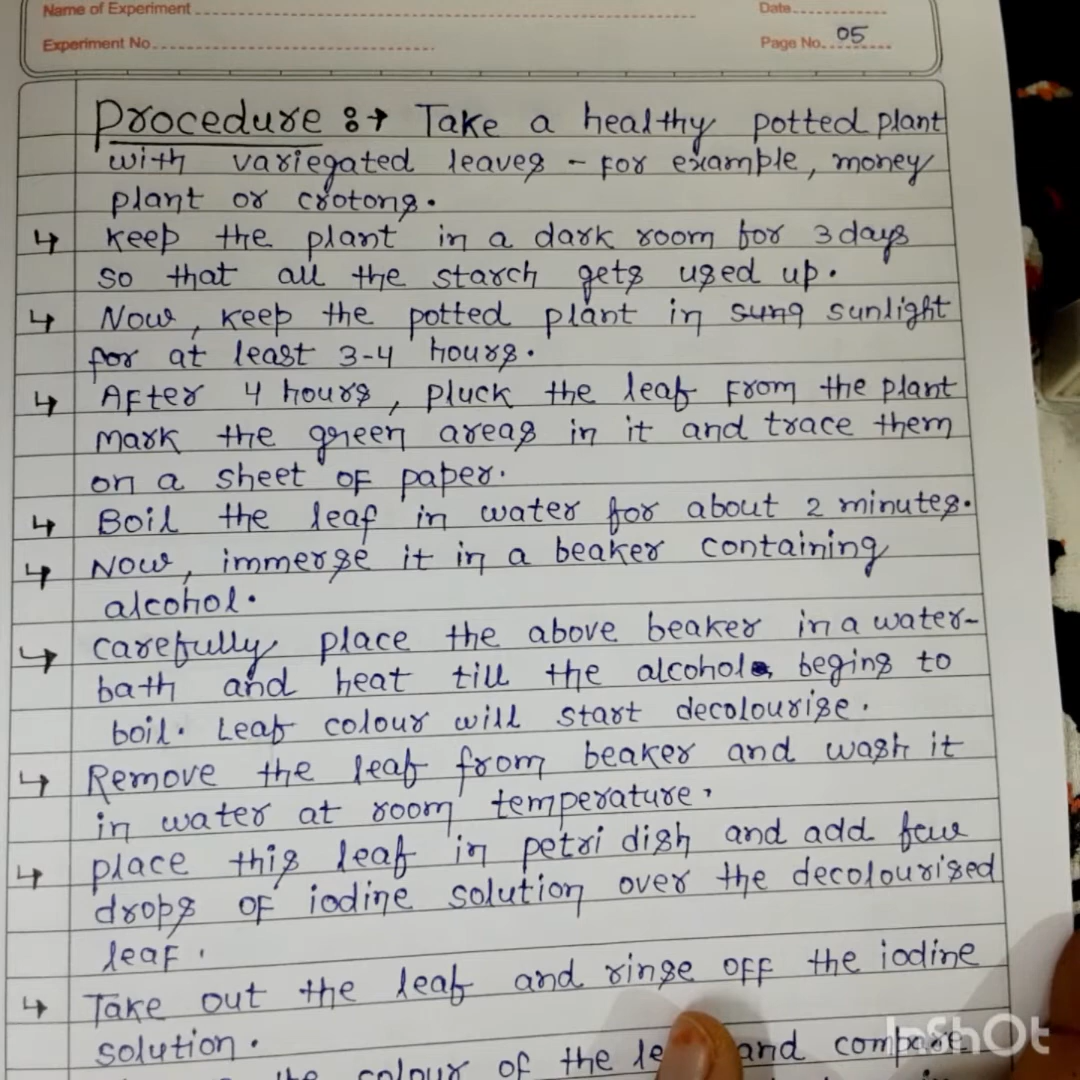 Name of Experiment
Date
Experiment No.
Page No. 05
Procedure :→ Take a healthy potted plant
with variegated leaves - For example, money
plant or crotons.
↳ Keep the plant in a dark room for 3 days
so that all the starch gets used up.
↳ Now, keep the potted plant in sung sunlight
for at least 3-4 hours.
↳ After 4 hours, pluck the leaf from the plant
mark the green areas in it and trace them
on a sheet of paper.
↳ Boil the leaf in water for about 2 minutes.
↳ Now, immerse it in a beaker containing
alcohol.
↳ carefully place the above beaker in a water-
bath and heat till the alcohol begins to
boil. Leaf colour will start decolourise.
↳ Remove the leaf from beaker and wash it
in water at room temperature.
↳ place this leaf in petri dish and add few
drops of iodine solution over the decolourised
leaf.
↳ Take out the leaf and rinse off the iodine
solution.
the colour of the le and compare
InShOt